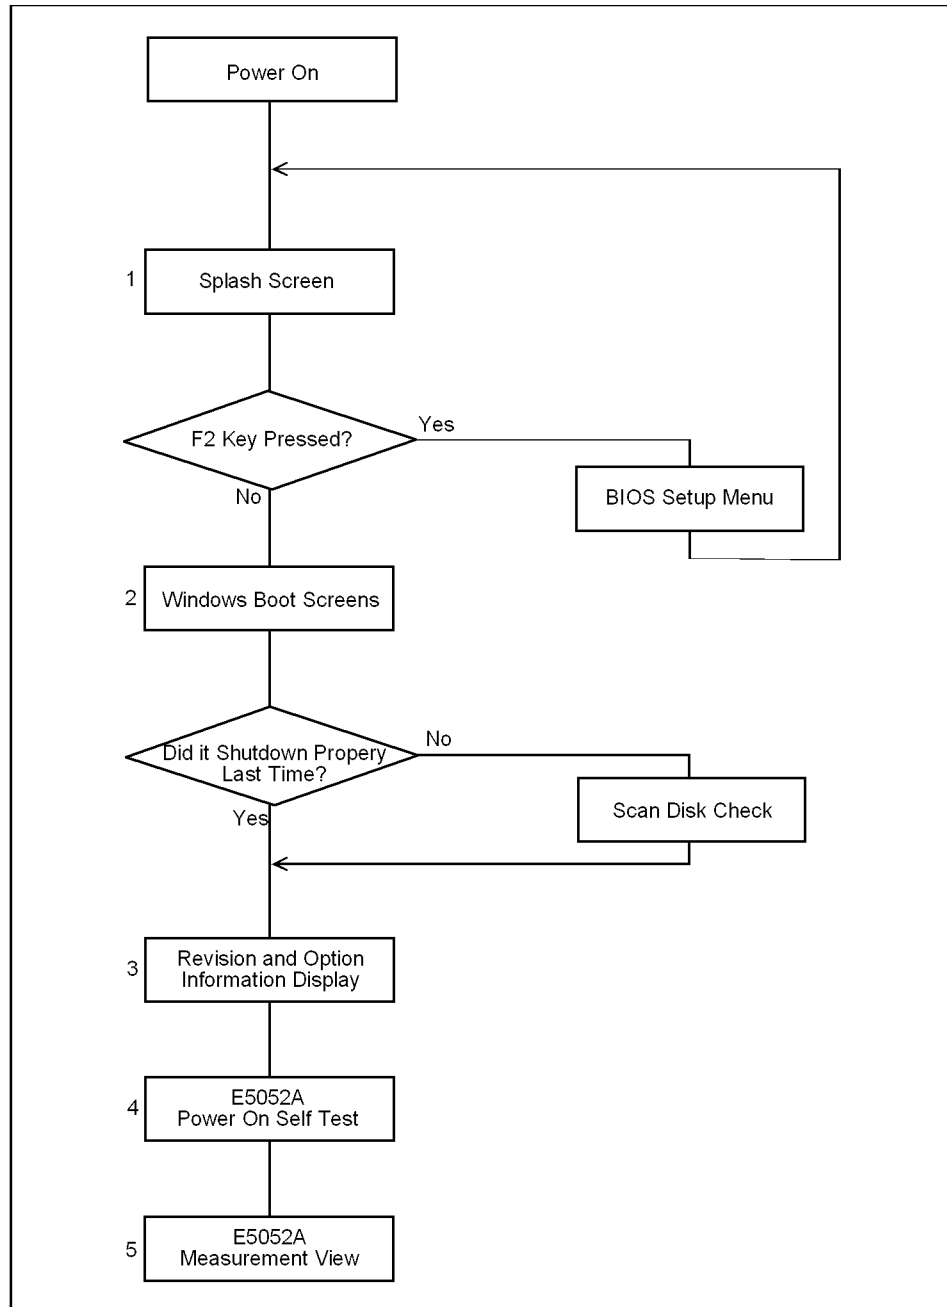 Power On
1
Splash Screen
F2 Key Pressed?
Yes
No
BIOS Setup Menu
2
Windows Boot Screens
Did it Shutdown Propery
Last Time?
No
Yes
Scan Disk Check
3
Revision and Option
Information Display
4
E5052A
Power On Self Test
5
E5052A
Measurement View